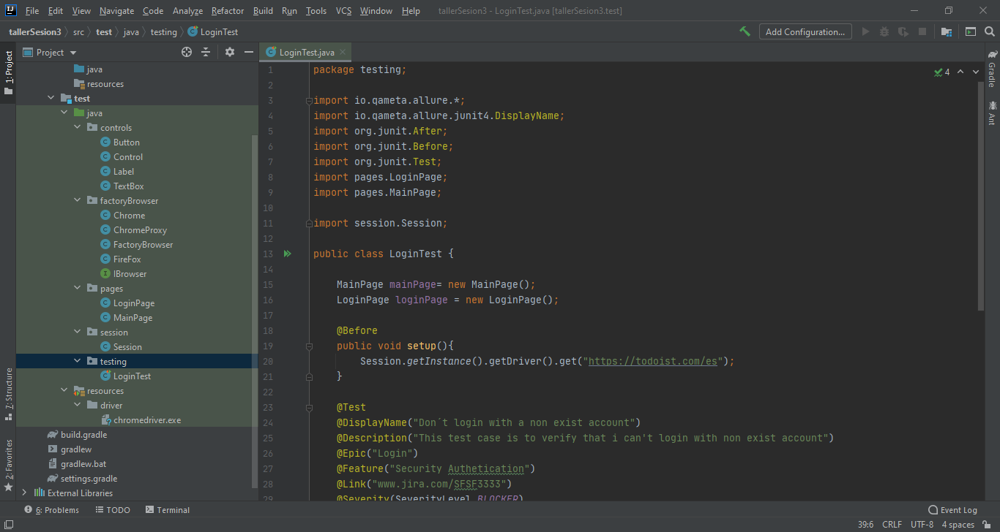 File Edit View Navigate Code Analyze Refactor Build Run Tools VCS Window Help tallerSesion3 - LoginTest.java [tallerSesion3.test]
tallerSesion3 src test java testing LoginTest Add Configuration...
1: Project
7: Structure
2: Favorites
Project
java
resources
test
java
controls
Button
Control
Label
TextBox
factoryBrowser
Chrome
ChromeProxy
FactoryBrowser
FireFox
IBrowser
pages
LoginPage
MainPage
session
Session
testing
LoginTest
resources
driver
chromedriver.exe
build.gradle
gradlew
gradlew.bat
settings.gradle
External Libraries
LoginTest.java
4
1 package testing;
2
3 import io.qameta.allure.*;
4 import io.qameta.allure.junit4.DisplayName;
5 import org.junit.After;
6 import org.junit.Before;
7 import org.junit.Test;
8 import pages.LoginPage;
9 import pages.MainPage;
10
11 import session.Session;
12
13 public class LoginTest {
14
15 MainPage mainPage= new MainPage();
16 LoginPage loginPage = new LoginPage();
17
18 @Before
19 public void setup(){
20 Session.getInstance().getDriver().get("https://todoist.com/es");
21 }
22
23 @Test
24 @DisplayName("Don´t login with a non exist account")
25 @Description("This test case is to verify that i can't login with non exist account")
26 @Epic("Login")
27 @Feature("Security Authetication")
28 @Link("www.jira.com/SFSF3333")
29 @Severity(SeverityLevel.BLOCKER)
Gradle
Ant
6: Problems TODO Terminal Event Log
39:6 CRLF UTF-8 4 spaces